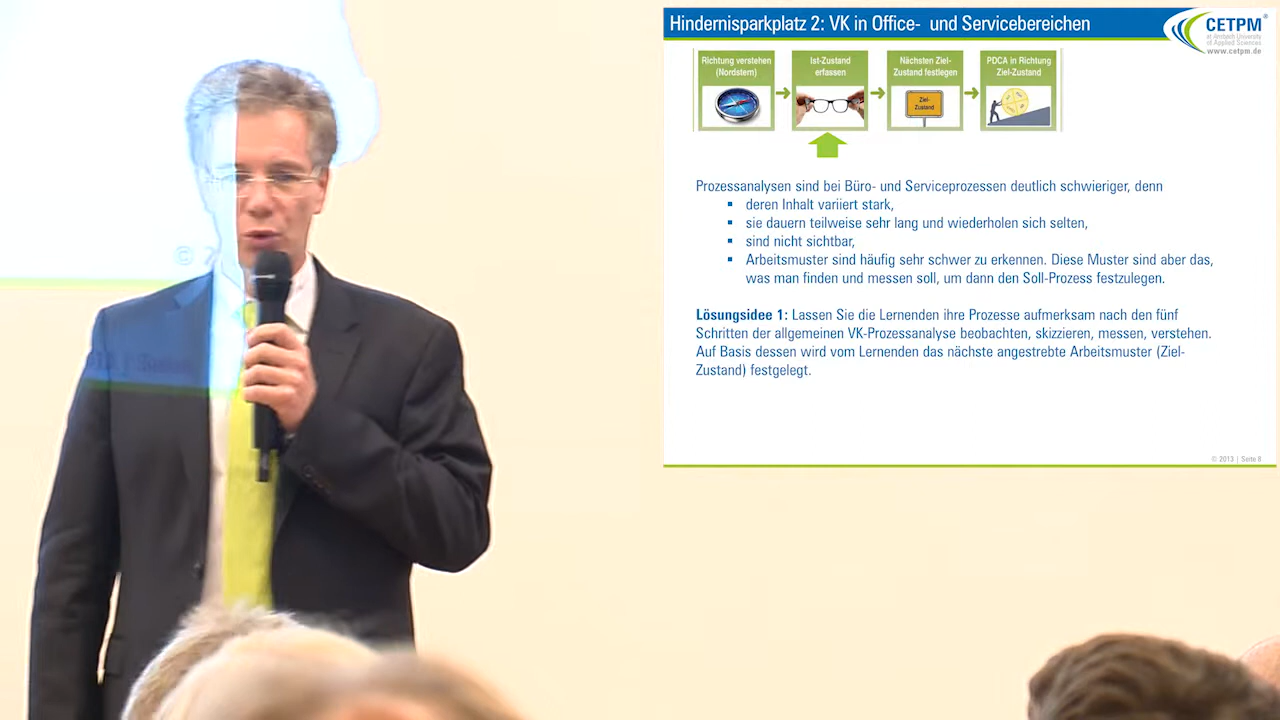 Hindernisparkplatz 2: VK in Office- und Servicebereichen
CETPM®
at Ansbach University
of Applied Sciences
www.cetpm.de
Richtung verstehen
(Nordstern)
Ist-Zustand
erfassen
Nächsten Ziel-
Zustand festlegen
PDCA in Richtung
Ziel-Zustand
Ziel-
Zustand
Prozessanalysen sind bei Büro- und Serviceprozessen deutlich schwieriger, denn
▪ deren Inhalt variiert stark,
▪ sie dauern teilweise sehr lang und wiederholen sich selten,
▪ sind nicht sichtbar,
▪ Arbeitsmuster sind häufig sehr schwer zu erkennen. Diese Muster sind aber das,
was man finden und messen soll, um dann den Soll-Prozess festzulegen.
Lösungsidee 1: Lassen Sie die Lernenden ihre Prozesse aufmerksam nach den fünf
Schritten der allgemeinen VK-Prozessanalyse beobachten, skizzieren, messen, verstehen.
Auf Basis dessen wird vom Lernenden das nächste angestrebte Arbeitsmuster (Ziel-
Zustand) festgelegt.
© 2013 | Seite 8
©